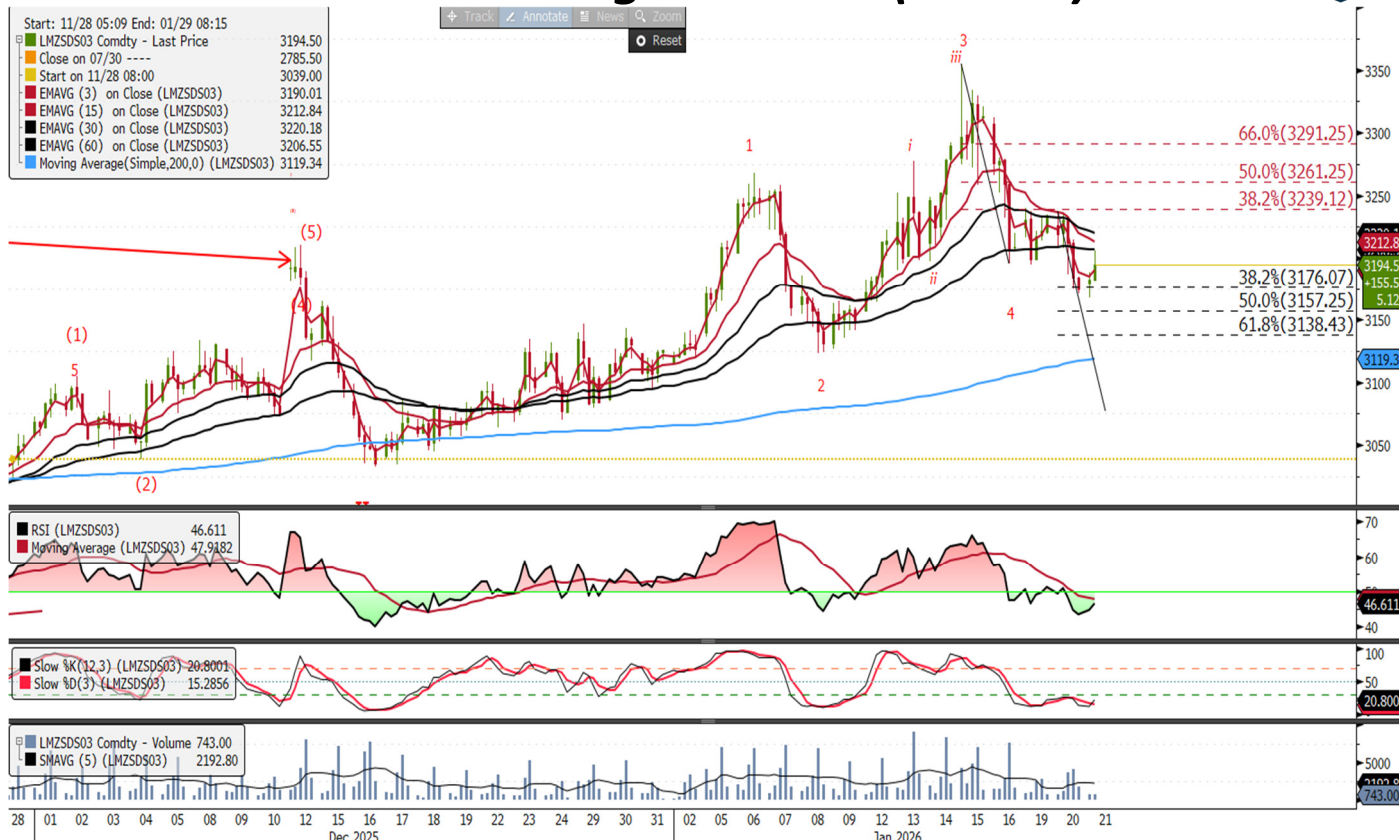 Track Annotate News Zoom
Reset
Start: 11/28 05:09 End: 01/29 08:15
LMZSDS03 Comdty - Last Price 3194.50
Close on 07/30 ---- 2785.50
Start on 11/28 08:00 3039.00
EMAVG (3) on Close (LMZSDS03) 3190.01
EMAVG (15) on Close (LMZSDS03) 3212.84
EMAVG (30) on Close (LMZSDS03) 3220.18
EMAVG (60) on Close (LMZSDS03) 3206.55
Moving Average(Simple,200,0) (LMZSDS03) 3119.34
3
iii
3350
3300
66.0%(3291.25)
1
i
50.0%(3261.25)
3250
38.2%(3239.12)
(5)
3212.8
3194.5
+155.5
5.12
ii
38.2%(3176.07)
(4)
50.0%(3157.25)
4
3150
61.8%(3138.43)
(1)
3119.3
5
2
3100
3050
(2)
RSI (LMZSDS03) 46.611
Moving Average (LMZSDS03) 47.9182
70
60
46.611
40
Slow %K(12,3) (LMZSDS03) 20.8001
Slow %D(3) (LMZSDS03) 15.2856
100
50
20.800
LMZSDS03 Comdty - Volume 743.00
SMAVG (5) (LMZSDS03) 2192.80
5000
743.00
28 01 02 03 04 05 08 09 10 12 15 16 17 18 19 22 23 24 29 30 31 02 05 06 07 08 09 12 13 14 15 16 19 20 21
Dec 2025 Jan 2026